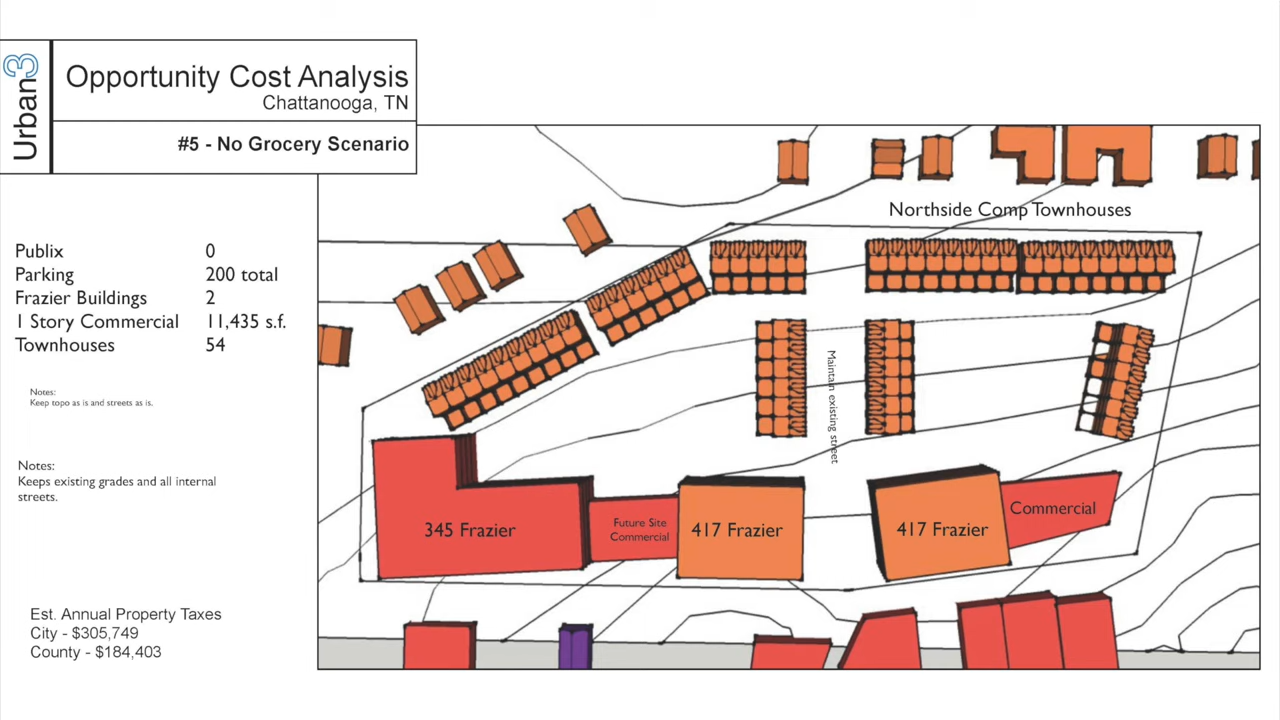 Urban3
Opportunity Cost Analysis
Chattanooga, TN
#5 - No Grocery Scenario
Publix 0
Parking 200 total
Frazier Buildings 2
1 Story Commercial 11,435 s.f.
Townhouses 54
Notes:
Keep topo as is and streets as is.
Notes:
Keeps existing grades and all internal
streets.
Est. Annual Property Taxes
City - $305,749
County - $184,403
Northside Comp Townhouses
Maintain existing street
345 Frazier
Future Site
Commercial
417 Frazier
417 Frazier
Commercial